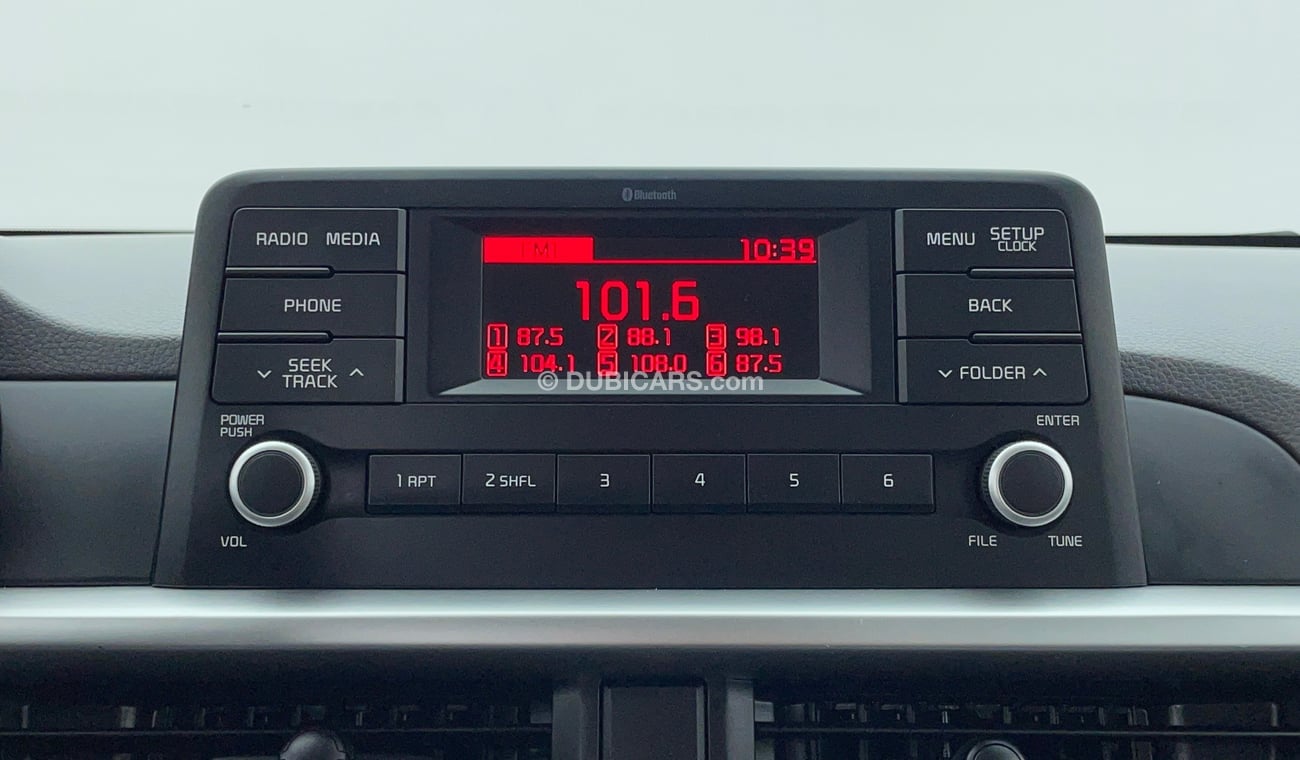 Bluetooth
RADIO MEDIA
FM 10:39
MENU SETUP
CLOCK
PHONE
101.6
BACK
1 87.5 2 88.1 3 98.1
SEEK
TRACK
4 104.1 5 108.0 6 87.5
FOLDER
© DUBICARS.com
POWER
PUSH
ENTER
1 RPT 2 SHFL 3 4 5 6
VOL
FILE TUNE